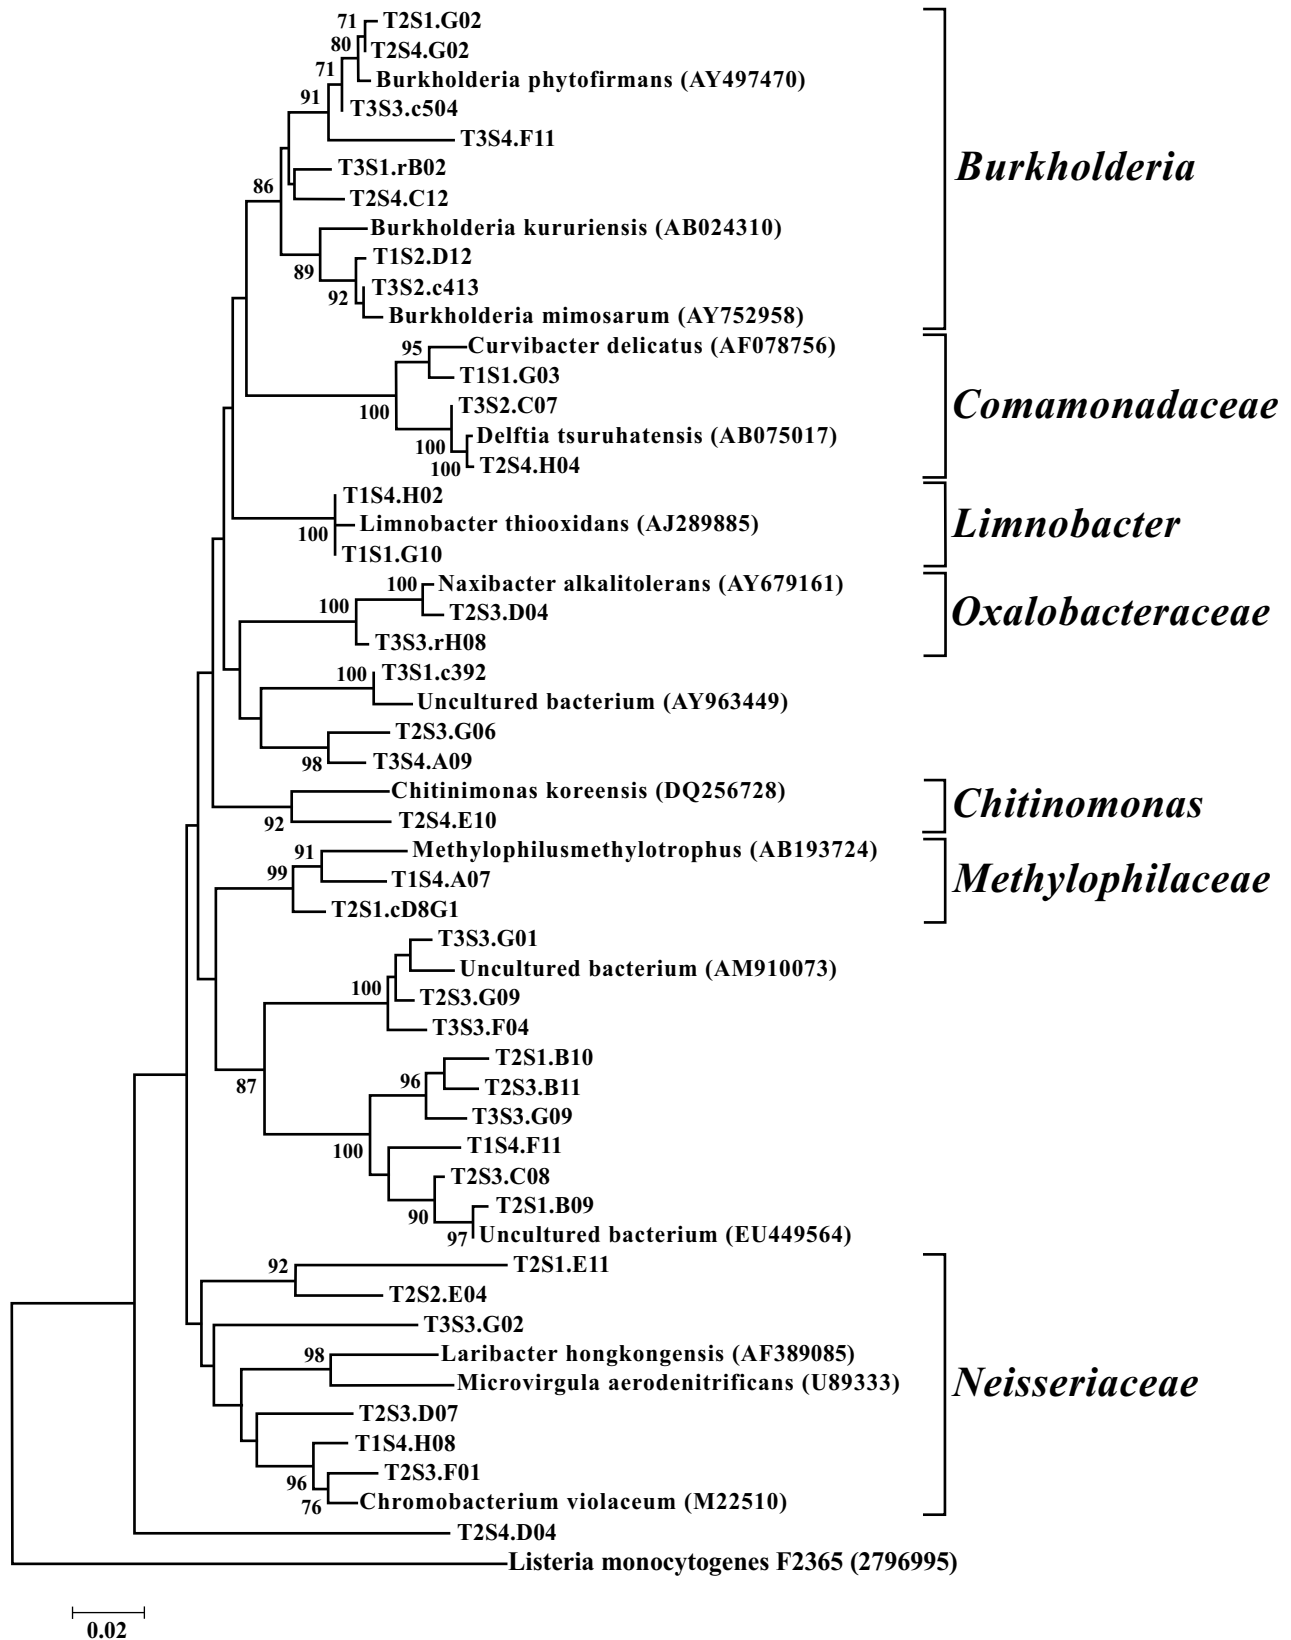 71
T2S1.G02
80
T2S4.G02
71
Burkholderia phytofirmans (AY497470)
91
T3S3.c504
T3S4.F11
T3S1.rB02
Burkholderia
86
T2S4.C12
Burkholderia kururiensis (AB024310)
T1S2.D12
89
T3S2.c413
92
Burkholderia mimosarum (AY752958)
95
Curvibacter delicatus (AF078756)
T1S1.G03
100
T3S2.C07
Comamonadaceae
Delftia tsuruhatensis (AB075017)
100
T2S4.H04
100
T1S4.H02
Limnobacter thiooxidans (AJ289885)
Limnobacter
100
T1S1.G10
100
Naxibacter alkalitolerans (AY679161)
100
T2S3.D04
Oxalobacteraceae
T3S3.rH08
100
T3S1.c392
Uncultured bacterium (AY963449)
T2S3.G06
98
T3S4.A09
Chitinimonas koreensis (DQ256728)
Chitinomonas
92
T2S4.E10
91
Methylophilusmethylotrophus (AB193724)
99
T1S4.A07
Methylophilaceae
T2S1.cD8G1
T3S3.G01
Uncultured bacterium (AM910073)
100
T2S3.G09
T3S3.F04
T2S1.B10
96
T2S3.B11
87
T3S3.G09
T1S4.F11
100
T2S3.C08
T2S1.B09
90
97
Uncultured bacterium (EU449564)
92
T2S1.E11
T2S2.E04
T3S3.G02
98
Laribacter hongkongensis (AF389085)
Microvirgula aerodenitrificans (U89333)
Neisseriaceae
T2S3.D07
T1S4.H08
T2S3.F01
96
76
Chromobacterium violaceum (M22510)
T2S4.D04
Listeria monocytogenes F2365 (2796995)
0.02